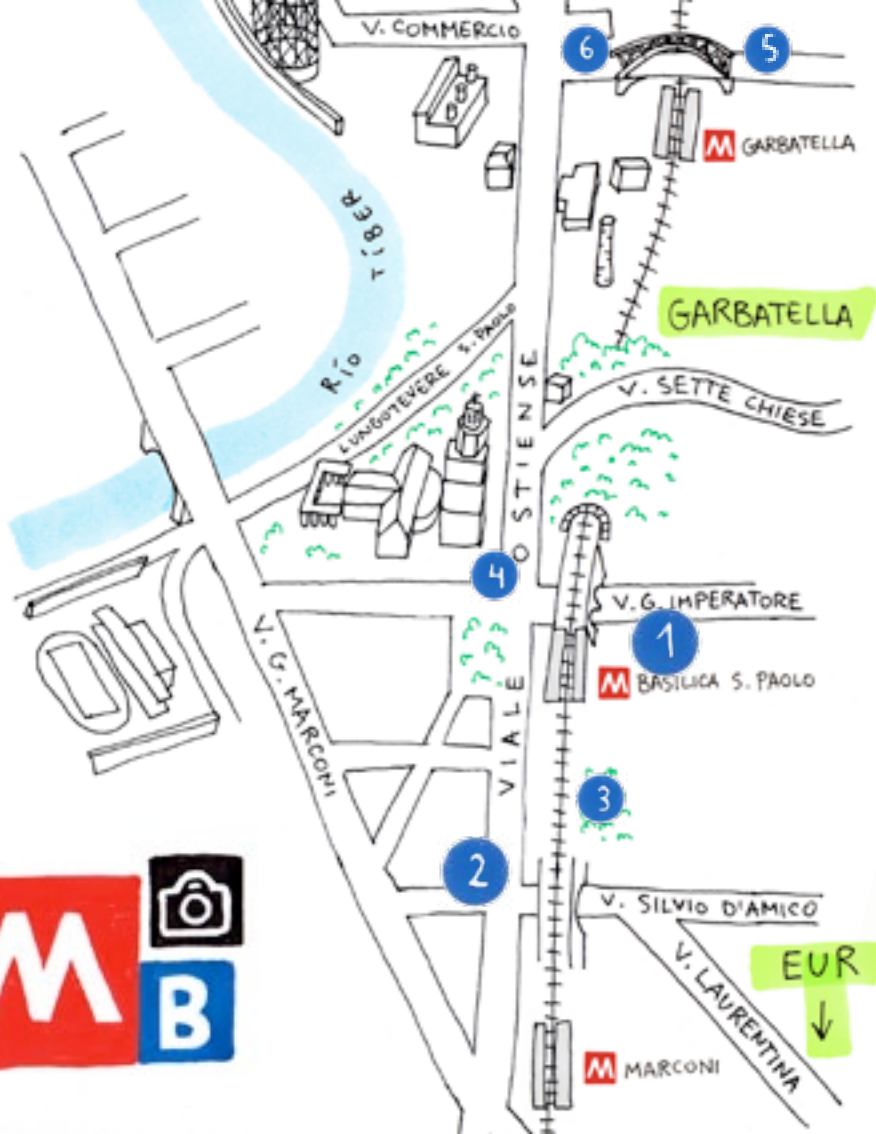 V. COMMERCIO
6
5
M GARBATELLA
RÍO TÍBER
GARBATELLA
LUNGOTEVERE S. PAOLO
V. SETTE CHIESE
VIALE OSTIENSE
4
V. G. IMPERATORE
1
M BASILICA S. PAOLO
V. G. MARCONI
3
2
V. SILVIO D'AMICO
V. LAURENTINA
EUR
M
B
M MARCONI